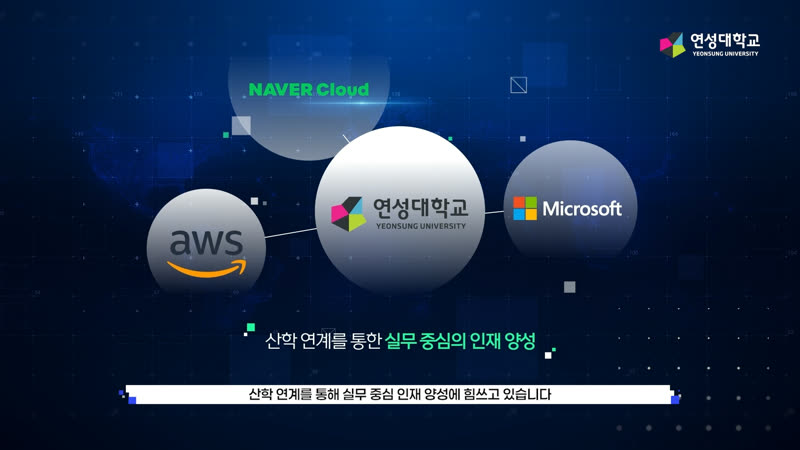 연성대학교
YEONSUNG UNIVERSITY
NAVER Cloud
aws
연성대학교
YEONSUNG UNIVERSITY
Microsoft
산학 연계를 통한 실무 중심의 인재 양성
산학 연계를 통해 실무 중심 인재 양성에 힘쓰고 있습니다